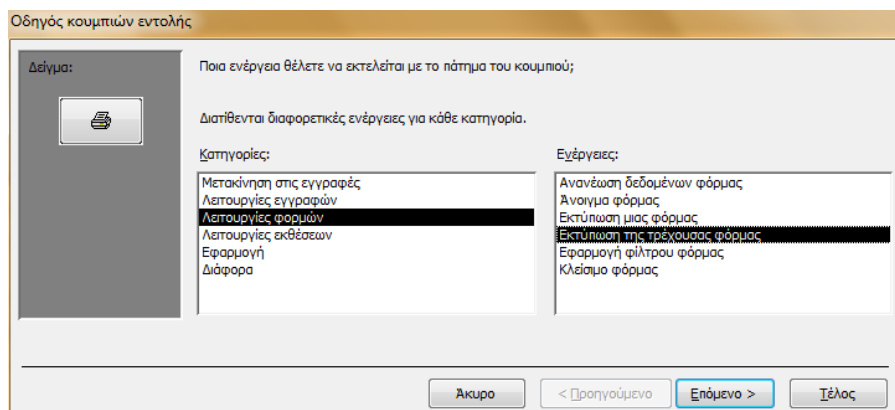 Οδηγός κουμπιών εντολής
Δείγμα:
Ποια ενέργεια θέλετε να εκτελείται με το πάτημα του κουμπιού;
Διατίθενται διαφορετικές ενέργειες για κάθε κατηγορία.
Κατηγορίες:
Μετακίνηση στις εγγραφές
Λειτουργίες εγγραφών
Λειτουργίες φορμών
Λειτουργίες εκθέσεων
Εφαρμογή
Διάφορα
Ενέργειες:
Ανανέωση δεδομένων φόρμας
Άνοιγμα φόρμας
Εκτύπωση μιας φόρμας
Εκτύπωση της τρέχουσας φόρμας
Εφαρμογή φίλτρου φόρμας
Κλείσιμο φόρμας
Άκυρο
< Προηγούμενο
Επόμενο >
Τέλος